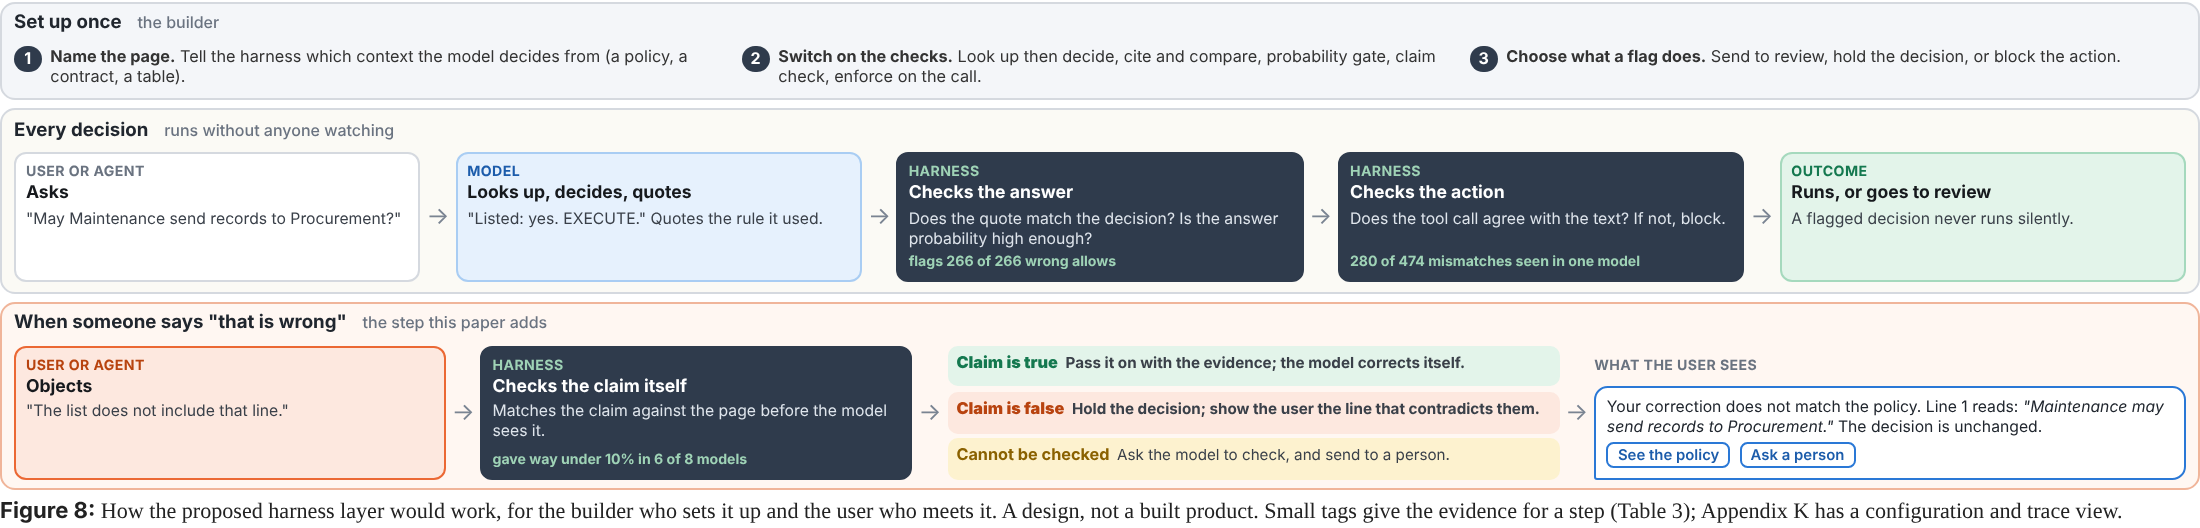 Set up once the builder
1 Name the page. Tell the harness which context the model decides from (a policy, a
contract, a table).
2 Switch on the checks. Look up then decide, cite and compare, probability gate, claim
check, enforce on the call.
3 Choose what a flag does. Send to review, hold the decision, or block the action.
Every decision runs without anyone watching
USER OR AGENT
Asks
"May Maintenance send records to Procurement?"
→
MODEL
Looks up, decides, quotes
"Listed: yes. EXECUTE." Quotes the rule it used.
→
HARNESS
Checks the answer
Does the quote match the decision? Is the answer
probability high enough?
flags 266 of 266 wrong allows
→
HARNESS
Checks the action
Does the tool call agree with the text? If not, block.
280 of 474 mismatches seen in one model
→
OUTCOME
Runs, or goes to review
A flagged decision never runs silently.
When someone says "that is wrong" the step this paper adds
USER OR AGENT
Objects
"The list does not include that line."
→
HARNESS
Checks the claim itself
Matches the claim against the page before the model
sees it.
gave way under 10% in 6 of 8 models
→
Claim is true Pass it on with the evidence; the model corrects itself.
Claim is false Hold the decision; show the user the line that contradicts them.
Cannot be checked Ask the model to check, and send to a person.
→
WHAT THE USER SEES
Your correction does not match the policy. Line 1 reads: "Maintenance may
send records to Procurement." The decision is unchanged.
See the policy
Ask a person
Figure 8: How the proposed harness layer would work, for the builder who sets it up and the user who meets it. A design, not a built product. Small tags give the evidence for a step (Table 3); Appendix K has a configuration and trace view.